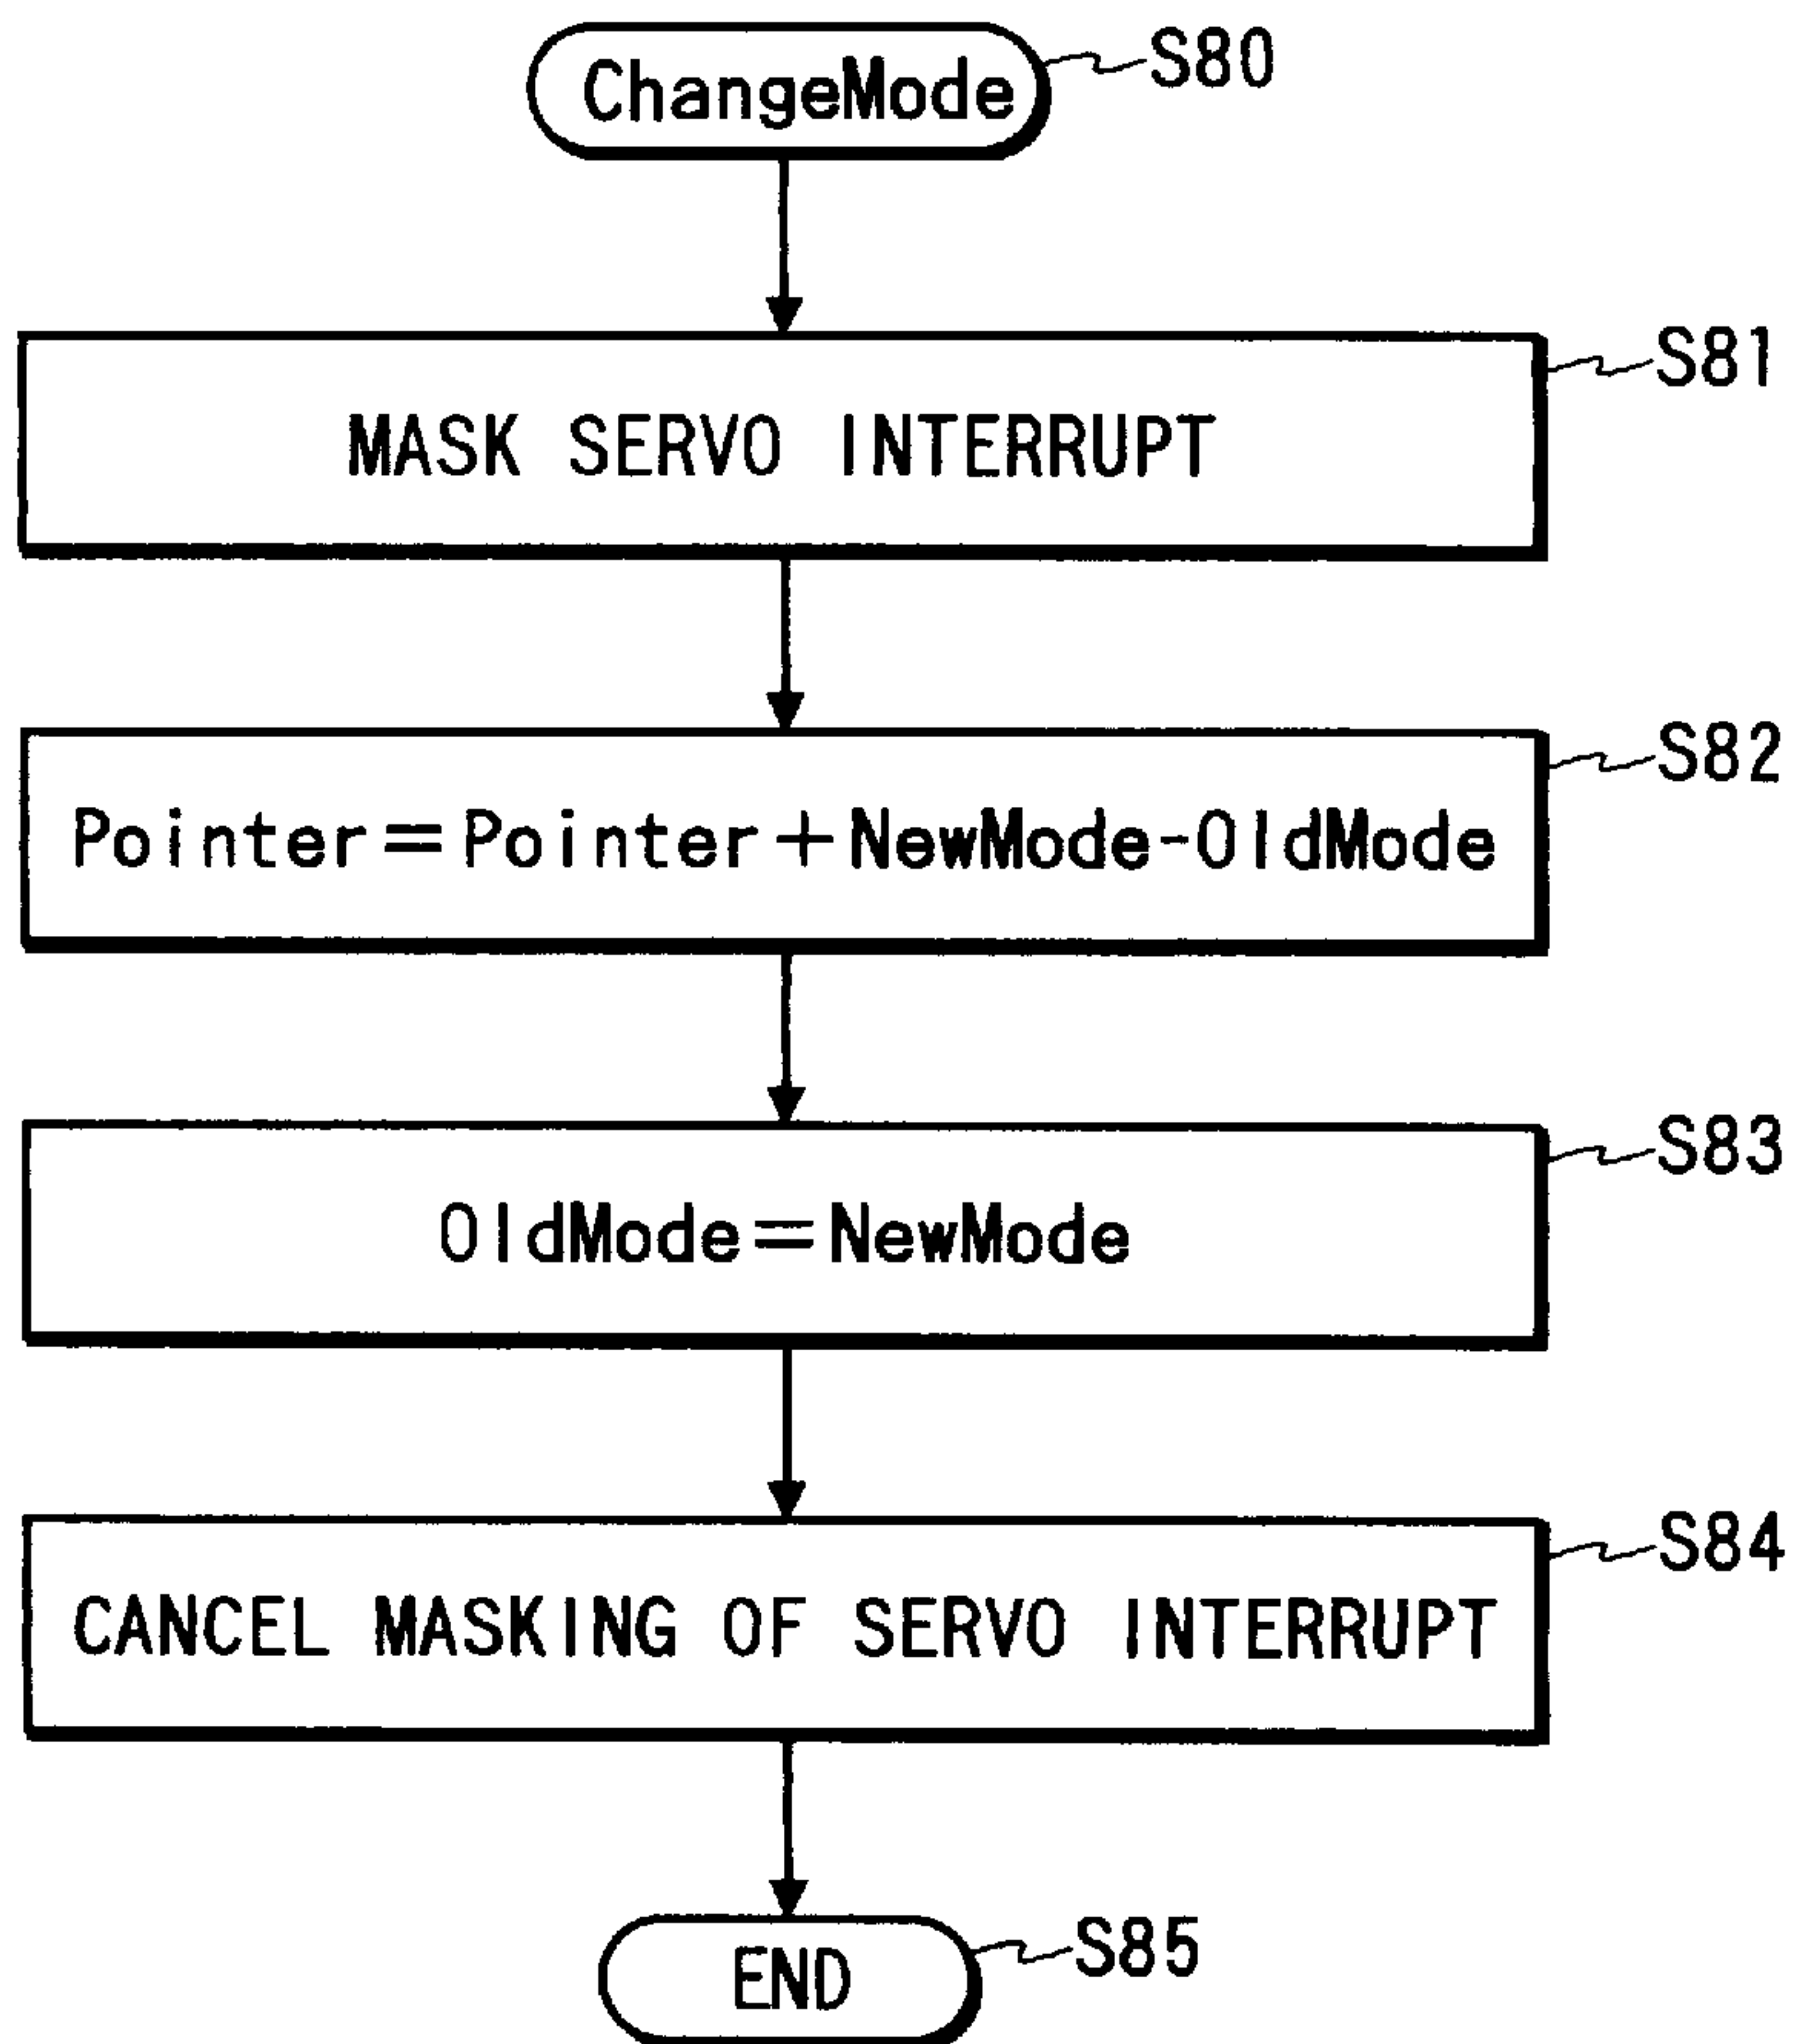 ChangeMode
S80
MASK SERVO INTERRUPT
S81
Pointer=Pointer+NewMode-OldMode
S82
OldMode=NewMode
S83
CANCEL MASKING OF SERVO INTERRUPT
S84
END
S85